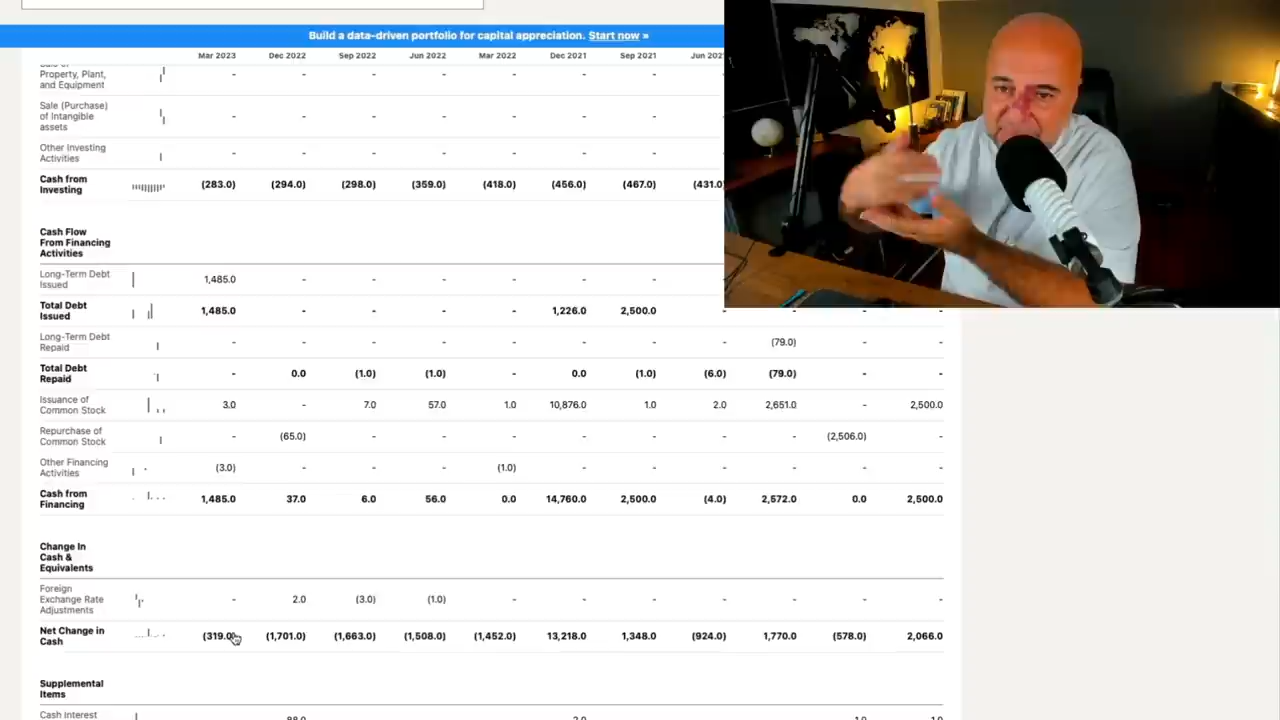 Build a data-driven portfolio for capital appreciation. Start now »
Mar 2023 Dec 2022 Sep 2022 Jun 2022 Mar 2022 Dec 2021 Sep 2021
Property, Plant, and Equipment - - - - - - -
Sale (Purchase) of Intangible assets - - - - - - -
Other Investing Activities - - - - - - -
Cash from Investing (283.0) (294.0) (298.0) (359.0) (418.0) (456.0) (467.0) (431.0
Cash Flow From Financing Activities
Long-Term Debt Issued 1,485.0 - - - - - -
Total Debt Issued 1,485.0 - - - - 1,226.0 2,500.0 - - - -
Long-Term Debt Repaid - - - - - - - - (79.0) - -
Total Debt Repaid - 0.0 (1.0) (1.0) - 0.0 (1.0) (6.0) (79.0) - -
Issuance of Common Stock 3.0 - 7.0 57.0 1.0 10,876.0 1.0 2.0 2,651.0 - 2,500.0
Repurchase of Common Stock - (65.0) - - - - - - - (2,506.0) -
Other Financing Activities (3.0) - - - (1.0) - - - - - -
Cash from Financing 1,485.0 37.0 6.0 56.0 0.0 14,760.0 2,500.0 (4.0) 2,572.0 0.0 2,500.0
Change In Cash & Equivalents
Foreign Exchange Rate Adjustments - 2.0 (3.0) (1.0) - - - - - - -
Net Change in Cash (319.0) (1,701.0) (1,663.0) (1,508.0) (1,452.0) 13,218.0 1,348.0 (924.0) 1,770.0 (578.0) 2,066.0
Supplemental Items
Cash Interest